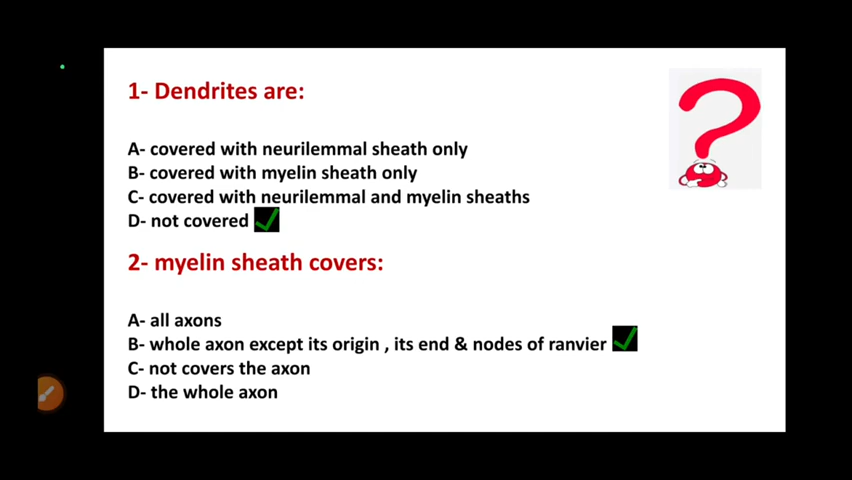 1- Dendrites are:
A- covered with neurilemmal sheath only
B- covered with myelin sheath only
C- covered with neurilemmal and myelin sheaths
D- not covered
2- myelin sheath covers:
A- all axons
B- whole axon except its origin , its end & nodes of ranvier
C- not covers the axon
D- the whole axon